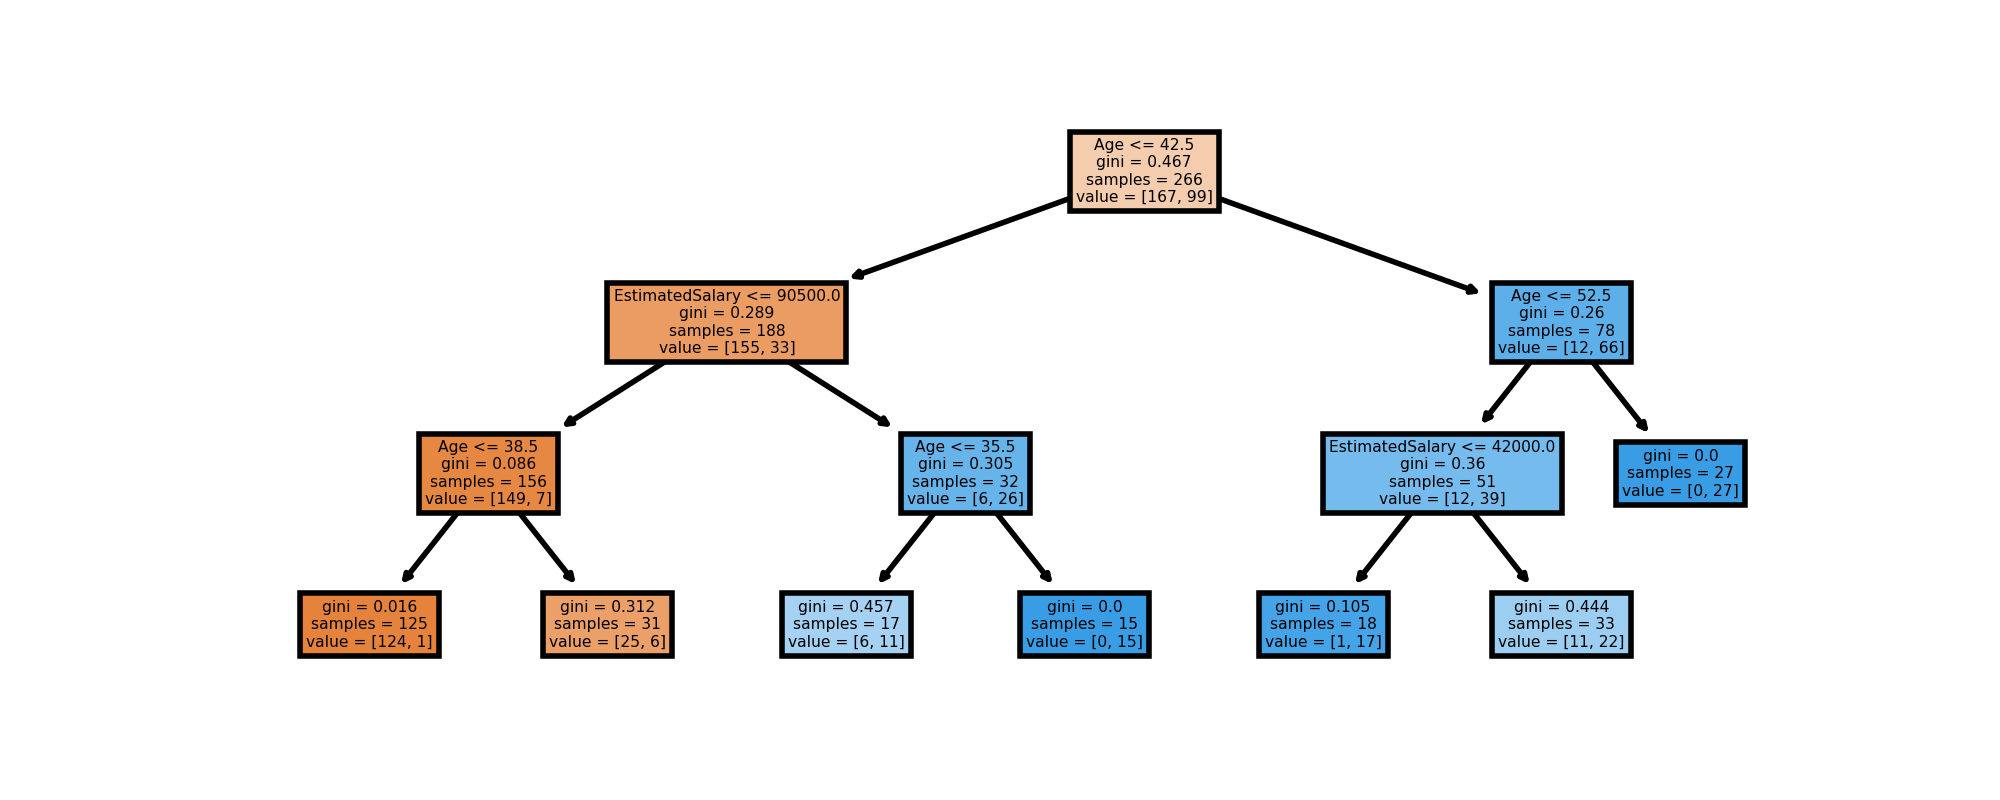 Age <= 42.5
gini = 0.467
samples = 266
value = [167, 99]
EstimatedSalary <= 90500.0
gini = 0.289
samples = 188
value = [155, 33]
Age <= 52.5
gini = 0.26
samples = 78
value = [12, 66]
Age <= 38.5
gini = 0.086
samples = 156
value = [149, 7]
Age <= 35.5
gini = 0.305
samples = 32
value = [6, 26]
EstimatedSalary <= 42000.0
gini = 0.36
samples = 51
value = [12, 39]
gini = 0.0
samples = 27
value = [0, 27]
gini = 0.016
samples = 125
value = [124, 1]
gini = 0.312
samples = 31
value = [25, 6]
gini = 0.457
samples = 17
value = [6, 11]
gini = 0.0
samples = 15
value = [0, 15]
gini = 0.105
samples = 18
value = [1, 17]
gini = 0.444
samples = 33
value = [11, 22]